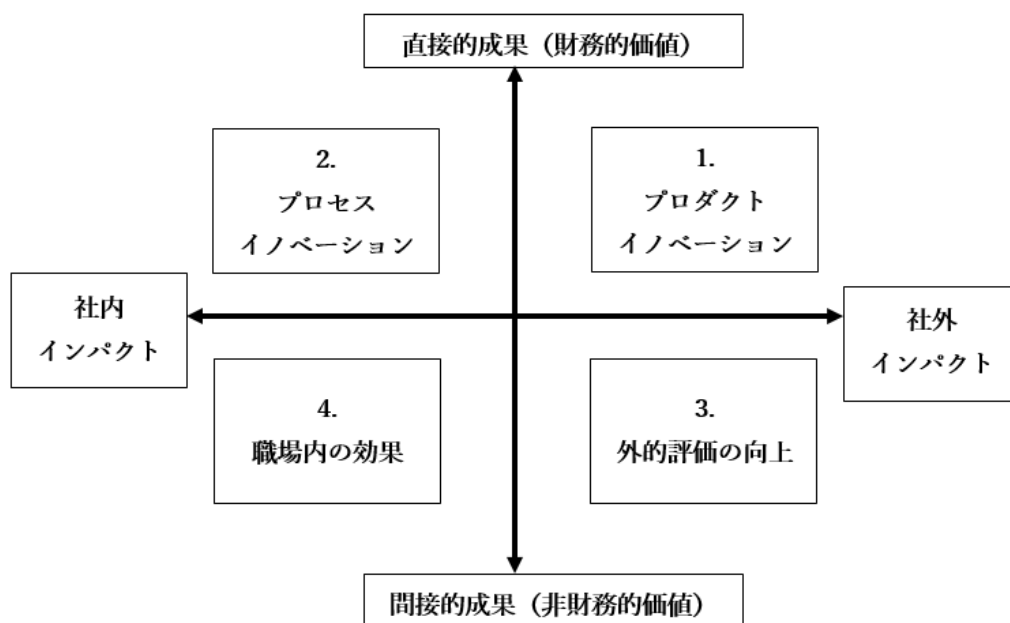 直接的成果（財務的価値）
2.
プロセス
イノベーション
1.
プロダクト
イノベーション
社内
インパクト
社外
インパクト
4.
職場内の効果
3.
外的評価の向上
間接的成果（非財務的価値）